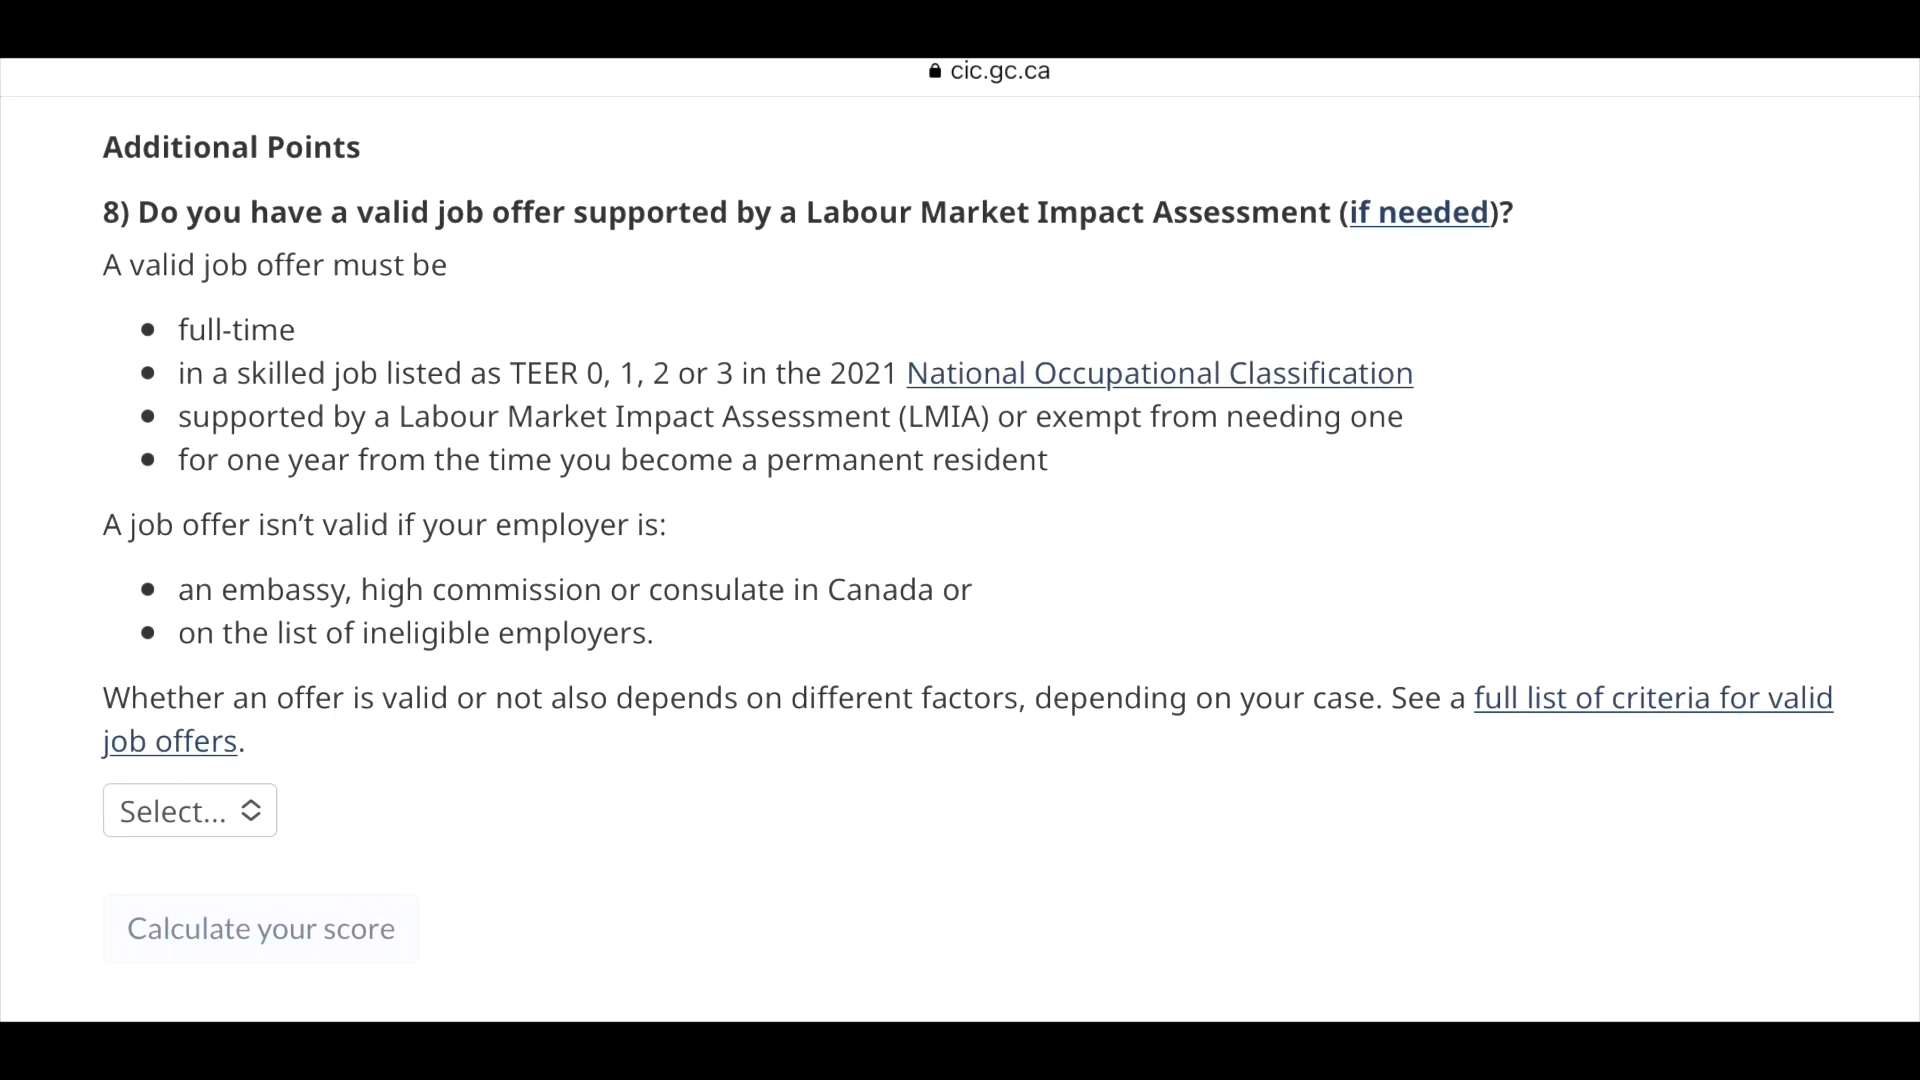 cic.gc.ca
Additional Points
8) Do you have a valid job offer supported by a Labour Market Impact Assessment (if needed)?
A valid job offer must be
full-time
in a skilled job listed as TEER 0, 1, 2 or 3 in the 2021 National Occupational Classification
supported by a Labour Market Impact Assessment (LMIA) or exempt from needing one
for one year from the time you become a permanent resident
A job offer isn’t valid if your employer is:
an embassy, high commission or consulate in Canada or
on the list of ineligible employers.
Whether an offer is valid or not also depends on different factors, depending on your case. See a full list of criteria for valid
job offers.
Select...
Calculate your score